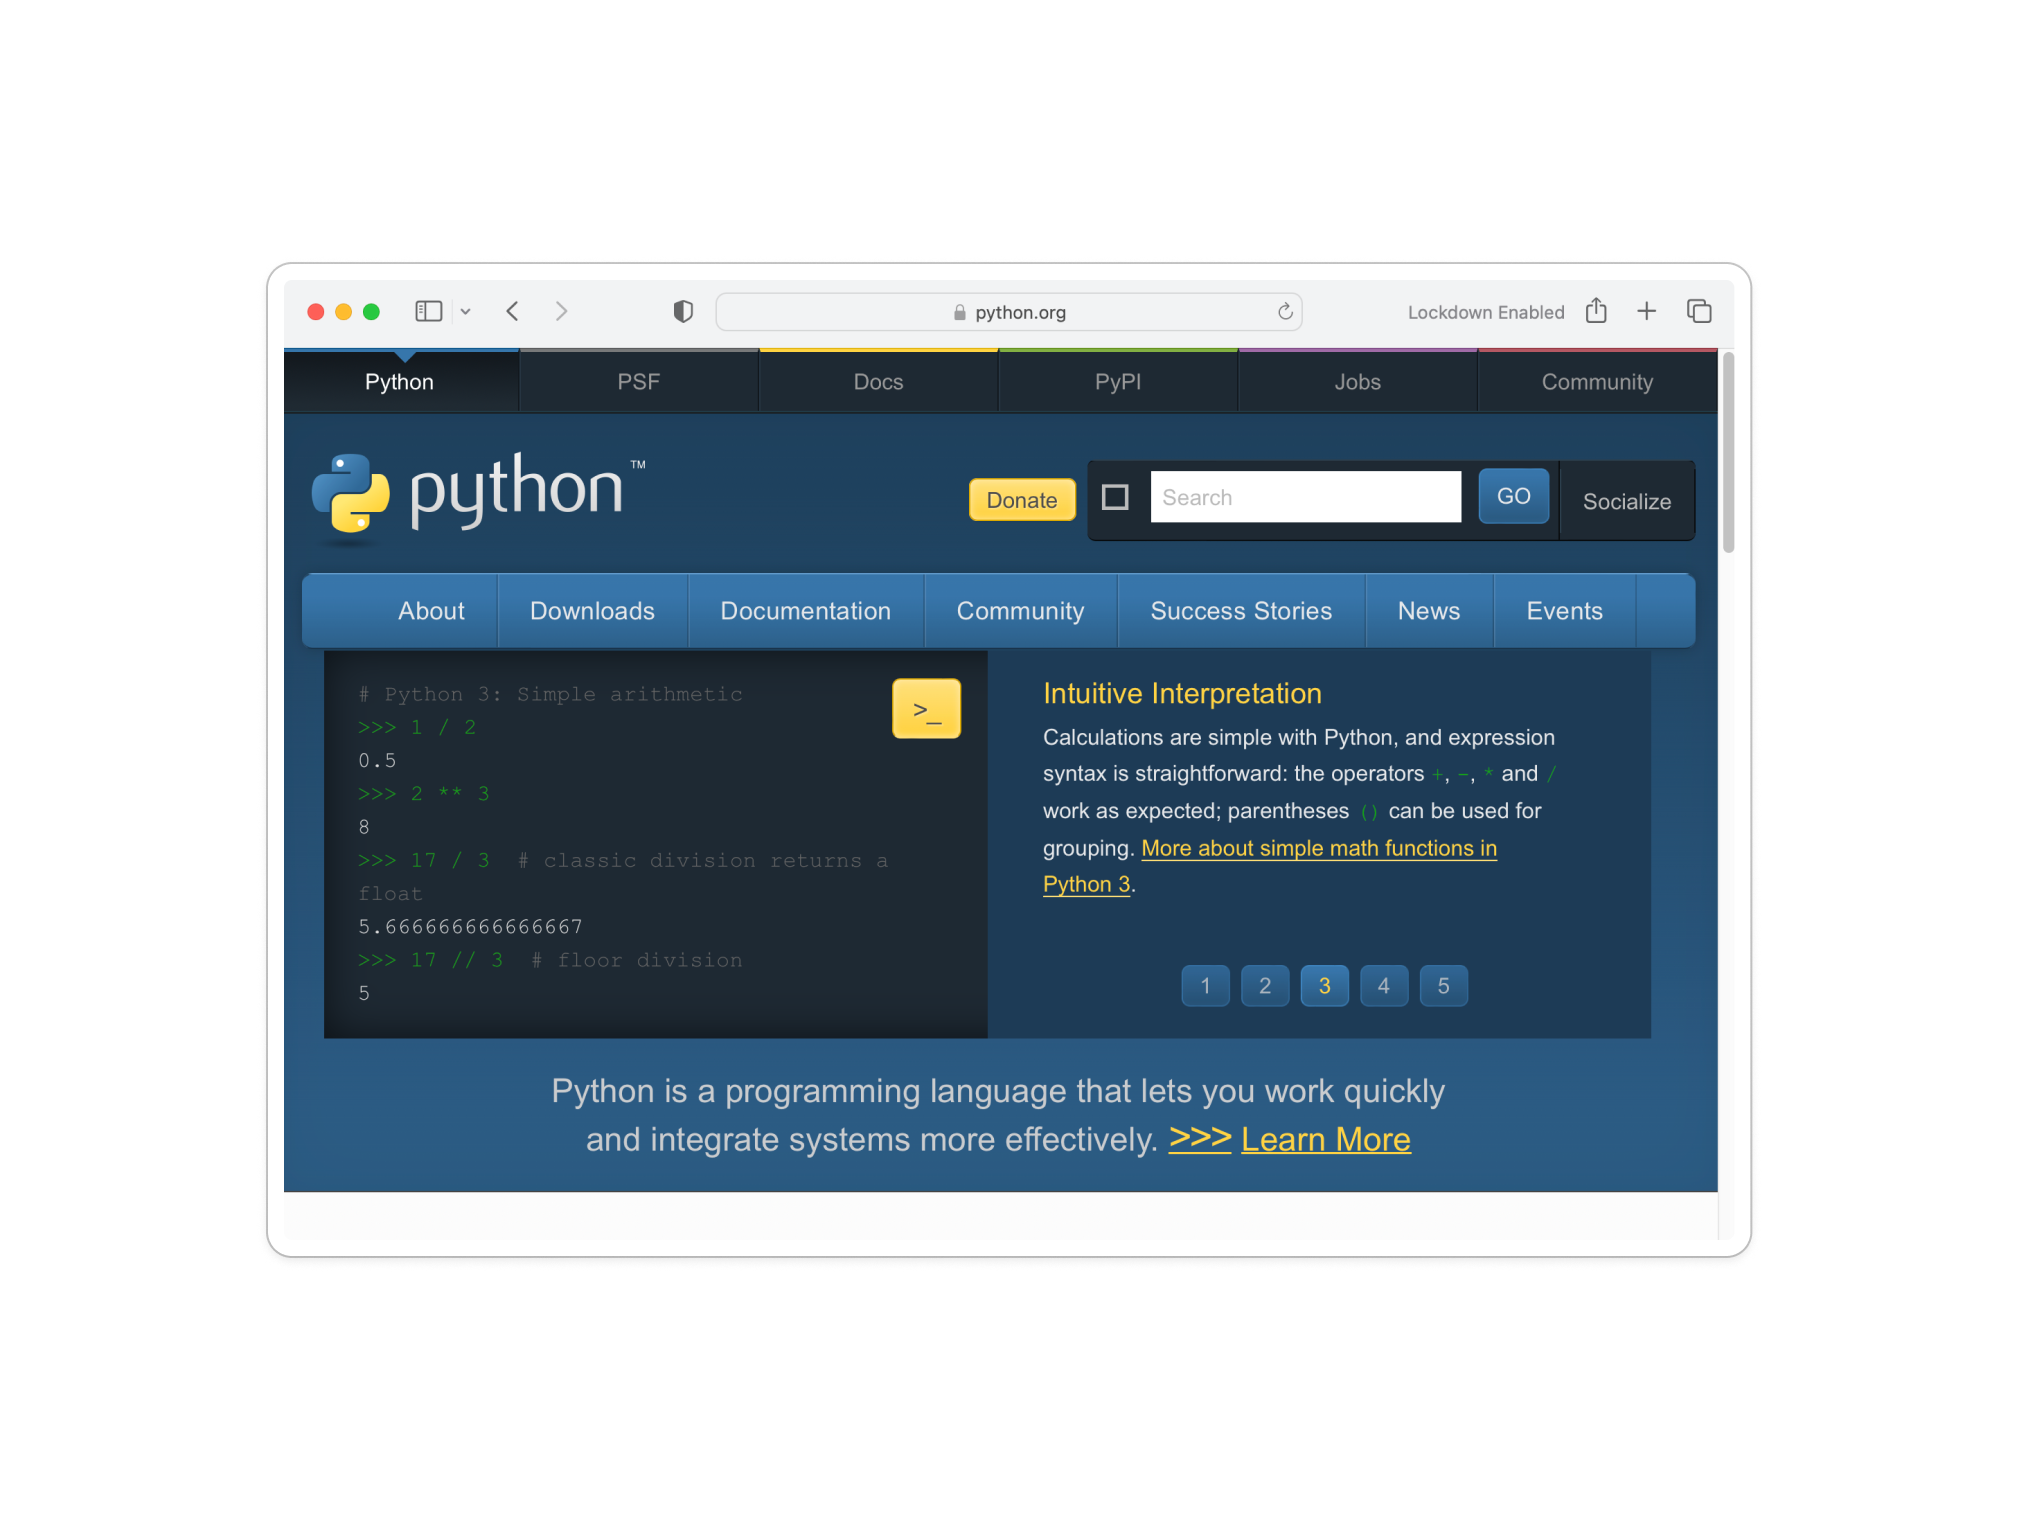 python.org
Lockdown Enabled
Python
PSF
Docs
PyPI
Jobs
Community
python™
Donate
Search
GO
Socialize
About
Downloads
Documentation
Community
Success Stories
News
Events
# Python 3: Simple arithmetic
>>> 1 / 2
0.5
>>> 2 ** 3
8
>>> 17 / 3  # classic division returns a
float
5.666666666666667
>>> 17 // 3  # floor division
5
>_
Intuitive Interpretation
Calculations are simple with Python, and expression
syntax is straightforward: the operators +, -, * and /
work as expected; parentheses () can be used for
grouping. More about simple math functions in
Python 3.
1
2
3
4
5
Python is a programming language that lets you work quickly
and integrate systems more effectively. >>> Learn More